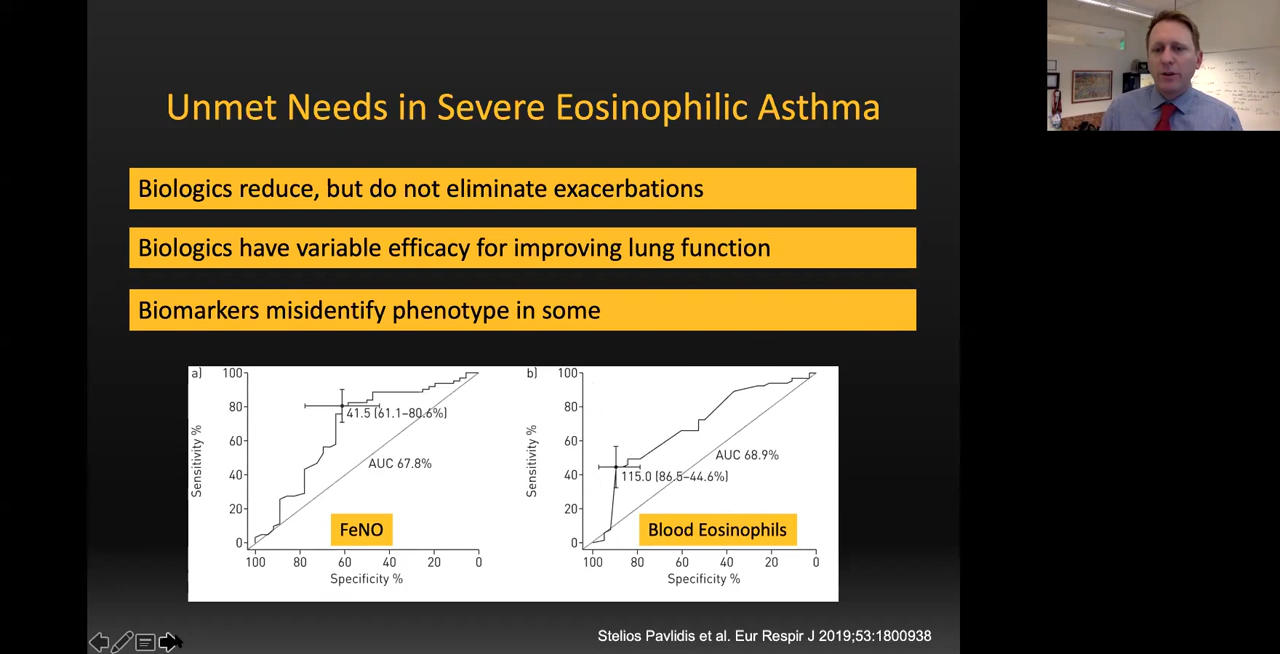 Unmet Needs in Severe Eosinophilic Asthma
Biologics reduce, but do not eliminate exacerbations
Biologics have variable efficacy for improving lung function
Biomarkers misidentify phenotype in some
a)
Sensitivity %
100
80
60
40
20
0
41.5 (61.1–80.6%)
AUC 67.8%
FeNO
100 80 60 40 20 0
Specificity %
b)
Sensitivity %
100
80
60
40
20
0
115.0 (86.5–44.6%)
AUC 68.9%
Blood Eosinophils
100 80 60 40 20 0
Specificity %
Stelios Pavlidis et al. Eur Respir J 2019;53:1800938